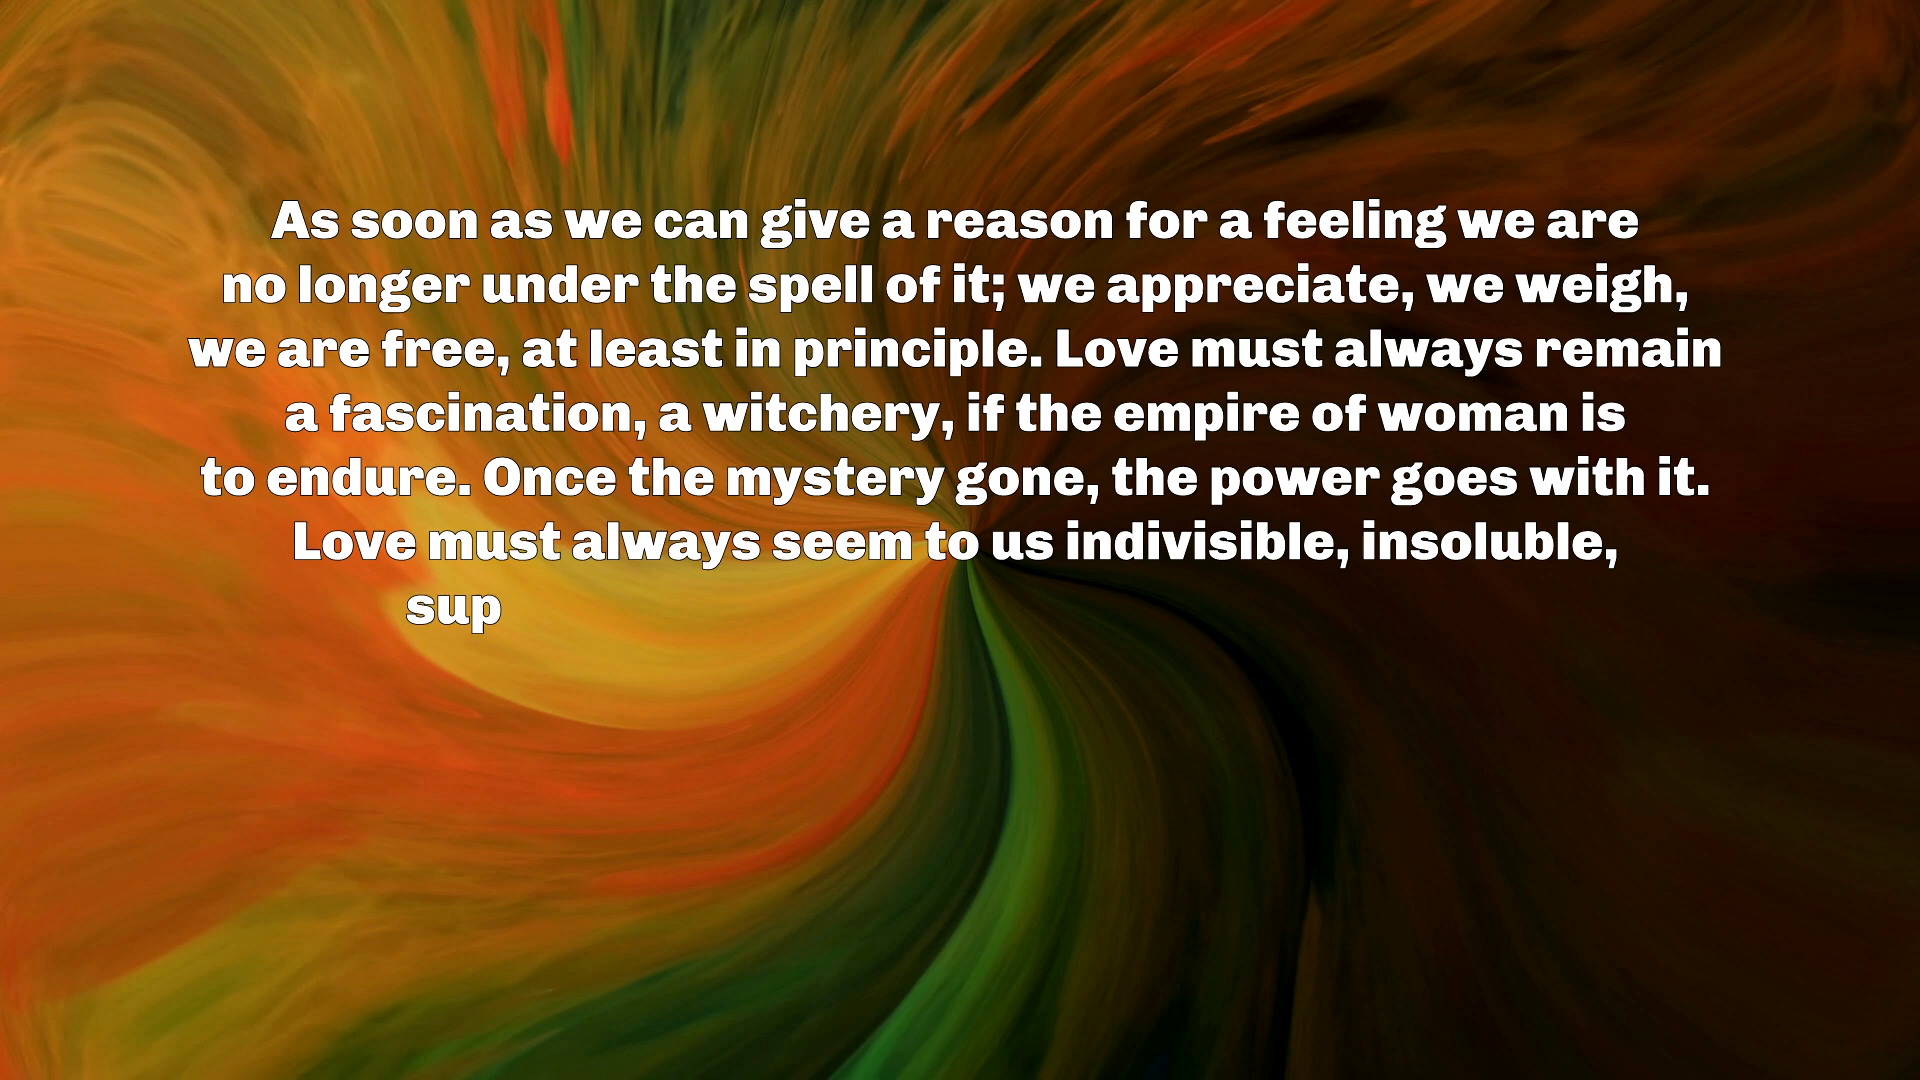 As soon as we can give a reason for a feeling we are
no longer under the spell of it; we appreciate, we weigh,
we are free, at least in principle. Love must always remain
a fascination, a witchery, if the empire of woman is
to endure. Once the mystery gone, the power goes with it.
Love must always seem to us indivisible, insoluble,
sup